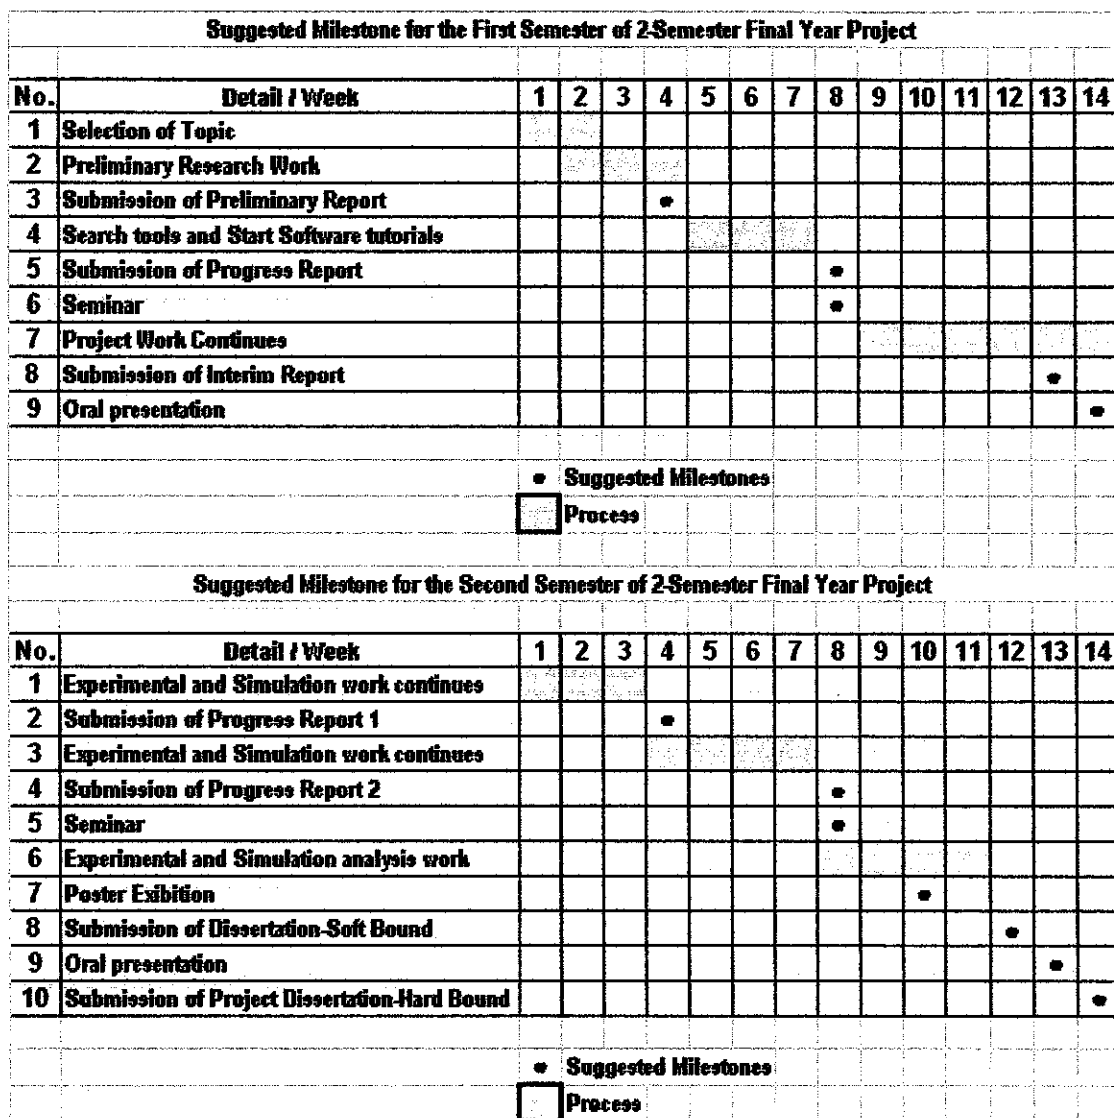 Suggested Milestone for the First Semester of 2-Semester Final Year Project
No. Detail / Week 1 2 3 4 5 6 7 8 9 10 11 12 13 14
1 Selection of Topic
2 Preliminary Research Work
3 Submission of Preliminary Report •
4 Search tools and Start Software tutorials
5 Submission of Progress Report •
6 Seminar •
7 Project Work Continues
8 Submission of Interim Report •
9 Oral presentation •
• Suggested Milestones
Process
Suggested Milestone for the Second Semester of 2-Semester Final Year Project
No. Detail / Week 1 2 3 4 5 6 7 8 9 10 11 12 13 14
1 Experimental and Simulation work continues
2 Submission of Progress Report 1 •
3 Experimental and Simulation work continues
4 Submission of Progress Report 2 •
5 Seminar •
6 Experimental and Simulation analysis work
7 Poster Exibition •
8 Submission of Dissertation-Soft Bound •
9 Oral presentation •
10 Submission of Project Dissertation-Hard Bound •
• Suggested Milestones
Process